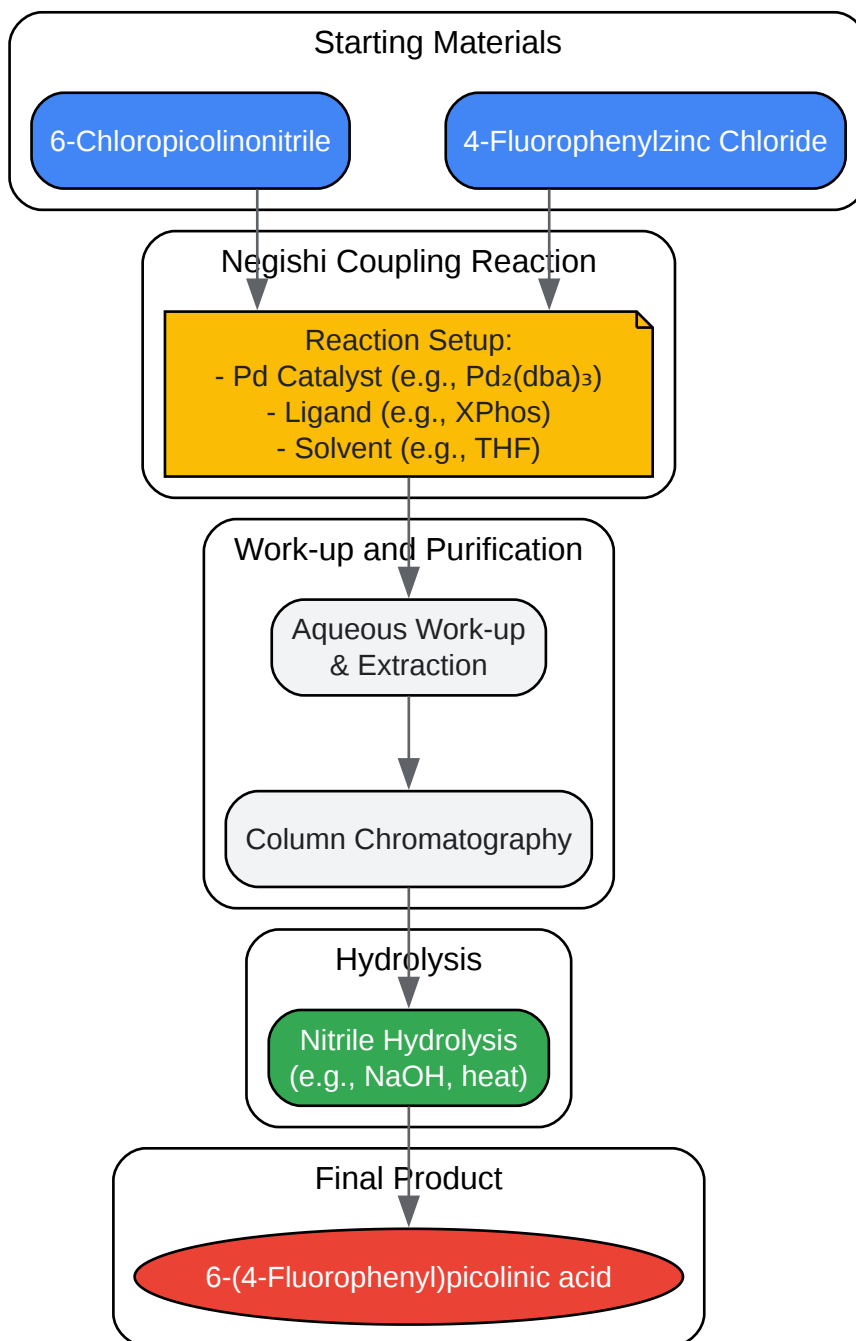 Starting Materials
6-Chloropicolinonitrile
4-Fluorophenylzinc Chloride
Negishi Coupling Reaction
Reaction Setup:
- Pd Catalyst (e.g., Pd₂(dba)₃)
- Ligand (e.g., XPhos)
- Solvent (e.g., THF)
Work-up and Purification
Aqueous Work-up
& Extraction
Column Chromatography
Hydrolysis
Nitrile Hydrolysis
(e.g., NaOH, heat)
Final Product
6-(4-Fluorophenyl)picolinic acid